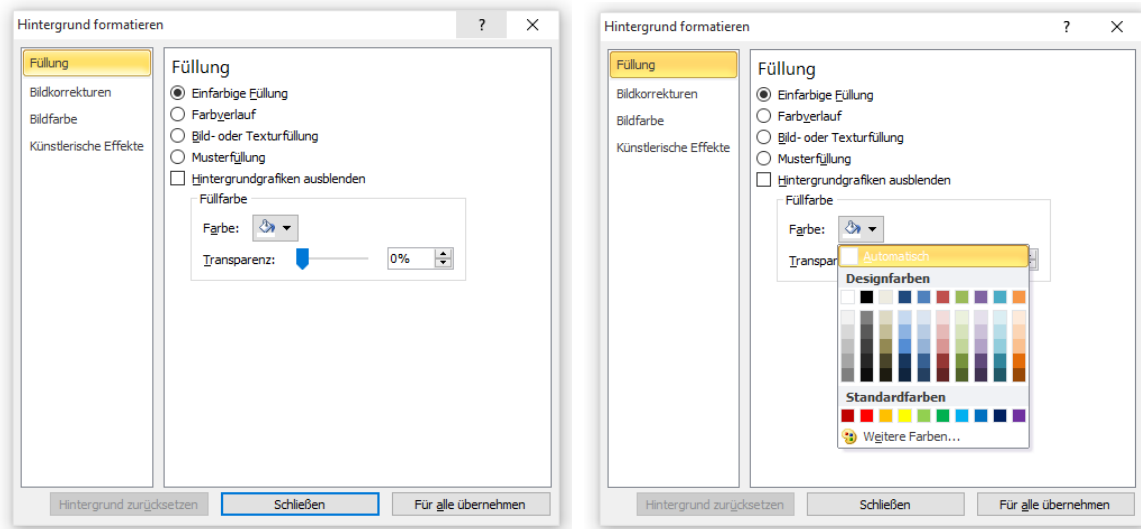 Hintergrund formatieren ? X
Füllung
Bildkorrekturen
Bildfarbe
Künstlerische Effekte
Füllung
Einfarbige Füllung
Farbverlauf
Bild- oder Texturfüllung
Musterfüllung
Hintergrundgrafiken ausblenden
Füllfarbe
Farbe:
Transparenz: 0%
Hintergrund zurücksetzen Schließen Für alle übernehmen
Hintergrund formatieren ? X
Füllung
Bildkorrekturen
Bildfarbe
Künstlerische Effekte
Füllung
Einfarbige Füllung
Farbverlauf
Bild- oder Texturfüllung
Musterfüllung
Hintergrundgrafiken ausblenden
Füllfarbe
Farbe:
Transpar
Automatisch
Designfarben
Standardfarben
Weitere Farben...
Hintergrund zurücksetzen Schließen Für alle übernehmen